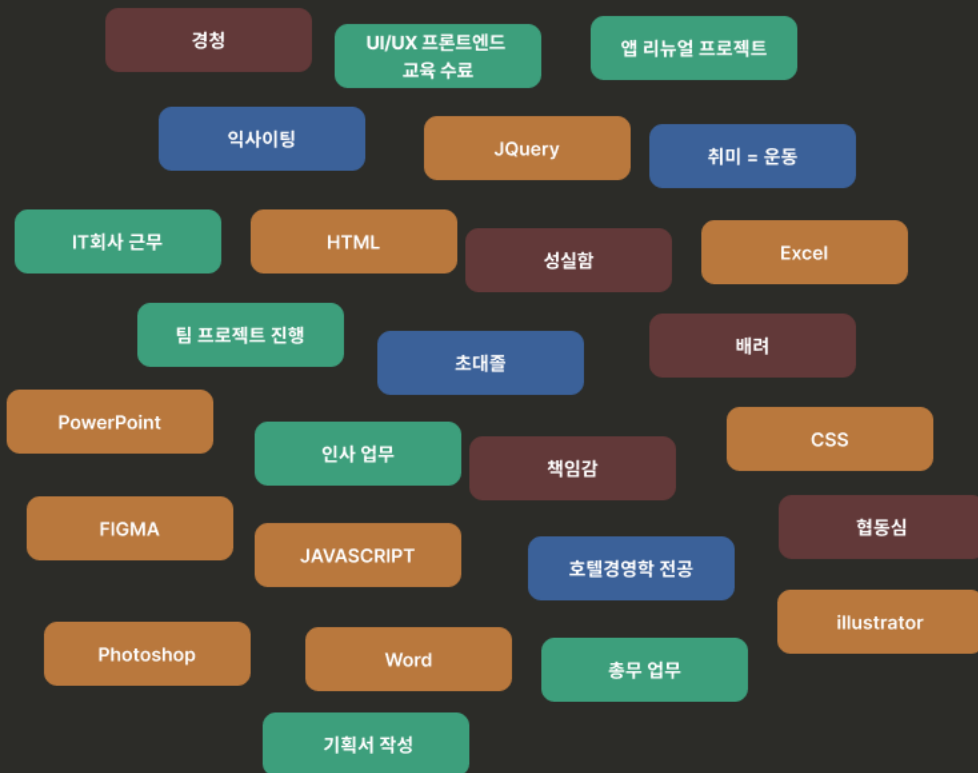 경청
UI/UX 프론트엔드
교육 수료
앱 리뉴얼 프로젝트
익사이팅
JQuery
취미 = 운동
IT회사 근무
HTML
성실함
Excel
팀 프로젝트 진행
초대졸
배려
PowerPoint
인사 업무
책임감
CSS
FIGMA
JAVASCRIPT
호텔경영학 전공
협동심
illustrator
Photoshop
Word
총무 업무
기획서 작성